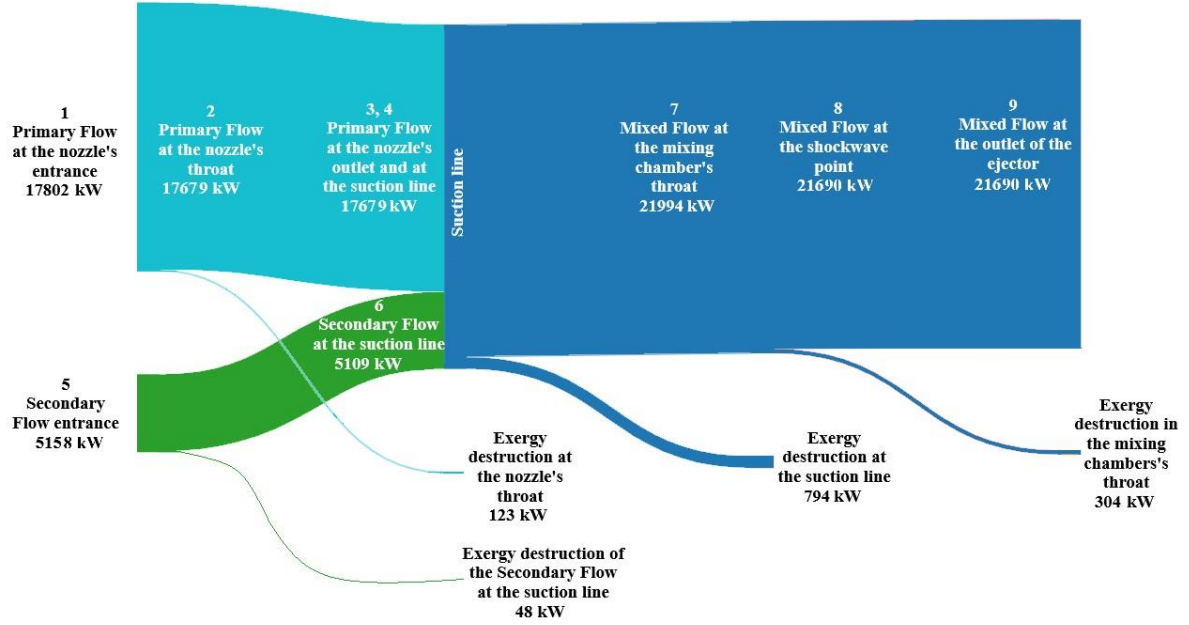 1
Primary Flow
at the nozzle's
entrance
17802 kW
2
Primary Flow
at the nozzle's
throat
17679 kW
3, 4
Primary Flow
at the nozzle's
outlet and at
the suction line
17679 kW
Suction line
7
Mixed Flow at
the mixing
chamber's
throat
21994 kW
8
Mixed Flow at
the shockwave
point
21690 kW
9
Mixed Flow at
the outlet of the
ejector
21690 kW
6
Secondary Flow
at the suction line
5109 kW
5
Secondary
Flow entrance
5158 kW
Exergy
destruction at
the nozzle's
throat
123 kW
Exergy
destruction at
the suction line
794 kW
Exergy
destruction in
the mixing
chambers's
throat
304 kW
Exergy destruction of
the Secondary Flow
at the suction line
48 kW